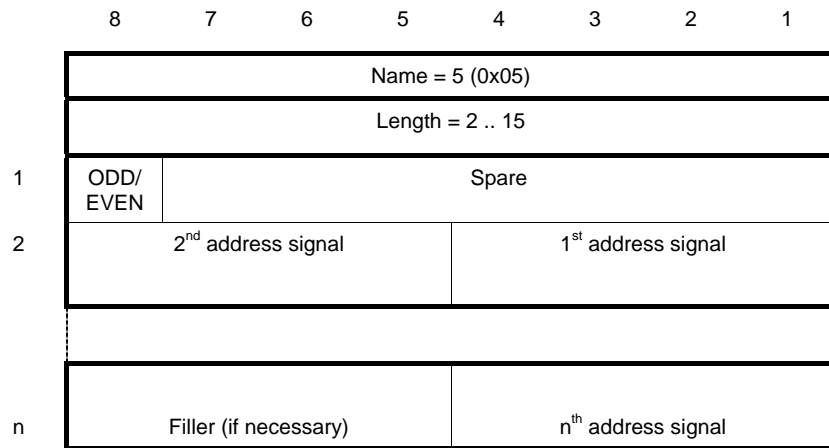 8 7 6 5 4 3 2 1
Name = 5 (0x05)
Length = 2 .. 15
1 ODD/ Spare
EVEN
2 2nd address signal 1st address signal
n Filler (if necessary) nth address signal